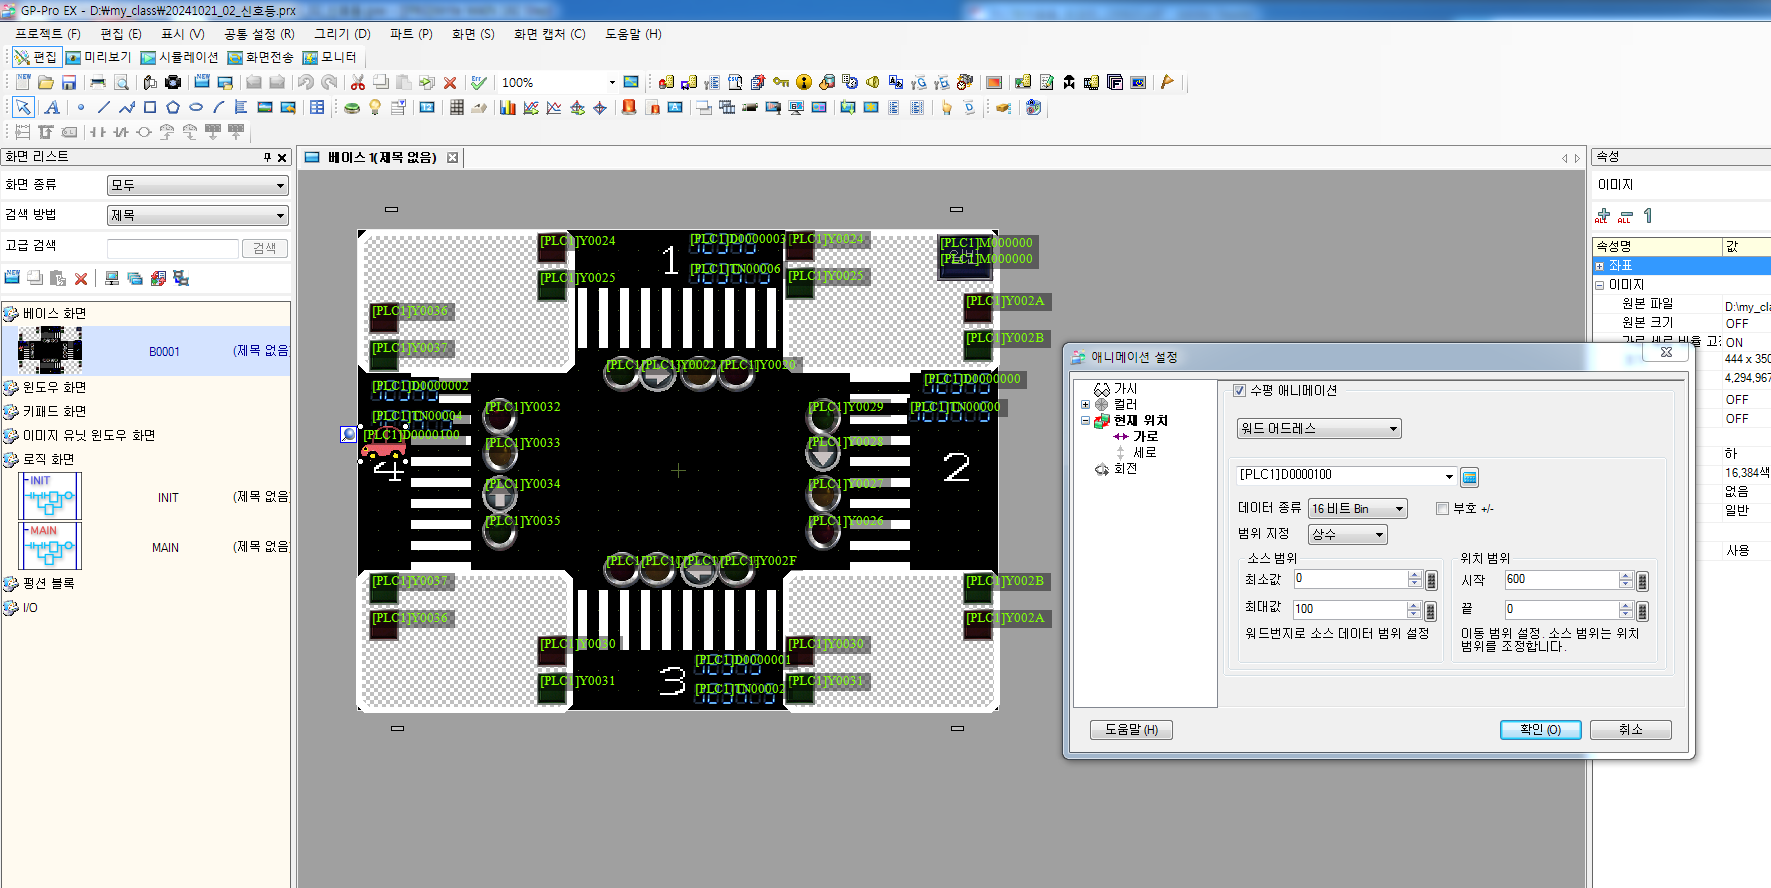 GP-Pro EX - D:₩my_class₩20241021_02_신호등.prx
프로젝트 (F) 편집 (E) 표시 (V) 공통 설정 (R) 그리기 (D) 파트 (P) 화면 (S) 화면 캡처 (C) 도움말 (H)
편집 미리보기 시뮬레이션 화면전송 모니터
100%
화면 리스트
베이스 1(제목 없음)
속성
화면 종류 모두
이미지
검색 방법 제목
고급 검색 검색
속성명 값
좌표
이미지
원본 파일 D:\my_cla
원본 크기 OFF
ON
444 x 350
4,294,967
OFF
OFF
하
16,384색
없음
일반
사용
베이스 화면
B0001 (제목 없음
윈도우 화면
키패드 화면
이미지 유닛 윈도우 화면
로직 화면
INIT
INIT (제목 없음
MAIN
MAIN (제목 없음
펑션 블록
I/O
[PLC1]Y0024
1
[PLC1]D0000003
[PLC1]Y0024
[PLC1]M000000
[PLC1]M000000
[PLC1]Y0025
[PLC1]TN00006
[PLC1]Y0025
[PLC1]Y0036
[PLC1]Y002A
[PLC1]Y0037
[PLC1]Y002B
[PLC1]Y0022
Y0020
[PLC1]D0000002
[PLC1]D0000000
[PLC1]TN00004
[PLC1]Y0032
[PLC1]Y0029
[PLC1]TN00000
[PLC1]D0000100
[PLC1]Y0033
[PLC1]Y0028
4
2
[PLC1]Y0034
[PLC1]Y0027
[PLC1]Y0035
[PLC1]Y0026
[PLC1]Y002F
[PLC1]Y0037
[PLC1]Y002B
[PLC1]Y0036
[PLC1]Y002A
[PLC1]Y0030
[PLC1]D0000001
[PLC1]Y0030
3
[PLC1]Y0031
[PLC1]TN00002
[PLC1]Y0031
애니메이션 설정
가시
컬러
현재 위치
가로
세로
회전
수평 애니메이션
워드 어드레스
[PLC1]D0000100
데이터 종류 16 비트 Bin 부호 +/-
범위 지정 상수
소스 범위 위치 범위
최소값 0 시작 600
최대값 100 끝 0
워드번지로 소스 데이터 범위 설정
이동 범위 설정. 소스 범위는 위치
범위를 조정합니다.
도움말 (H) 확인 (O) 취소